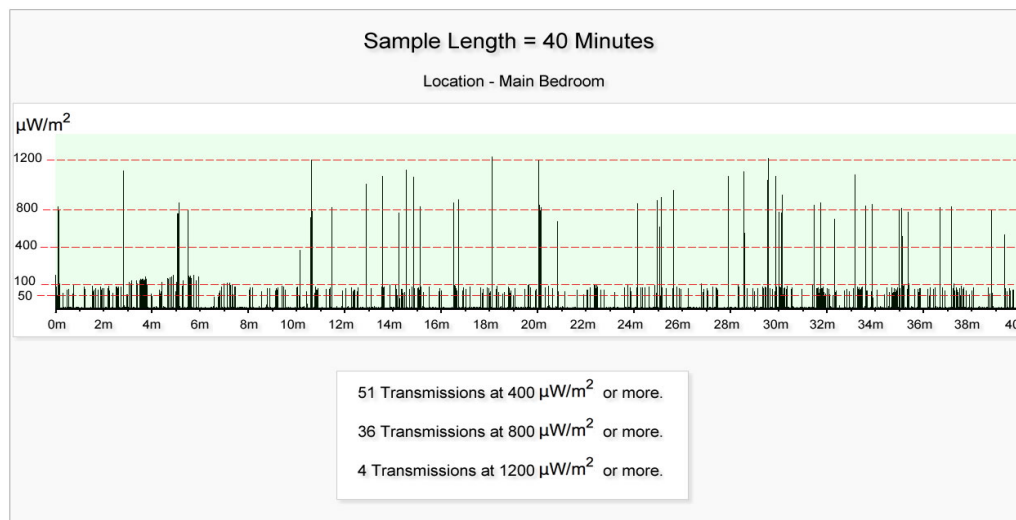 Sample Length = 40 Minutes
Location - Main Bedroom
µW/m²
1200
800
400
100
50
0m 2m 4m 6m 8m 10m 12m 14m 16m 18m 20m 22m 24m 26m 28m 30m 32m 34m 36m 38m 40
51 Transmissions at 400 µW/m² or more.
36 Transmissions at 800 µW/m² or more.
4 Transmissions at 1200 µW/m² or more.